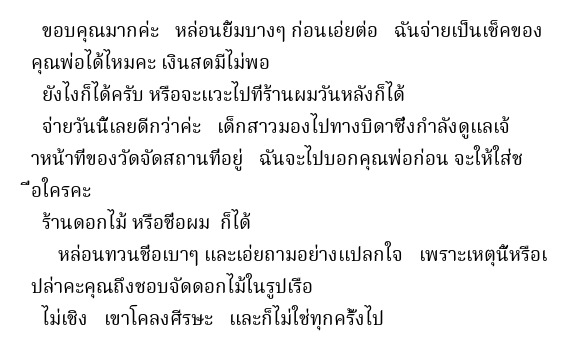 ขอบคุณมากค่ะ หล่อนยิ้มบางๆ ก่อนเอ่ยต่อ ฉันจ่ายเป็นเช็คของ
คุณพ่อได้ไหมคะ เงินสดมีไม่พอ
ยังไงก็ได้ครับ หรือจะแวะไปที่ร้านผมวันหลังก็ได้
จ่ายวันนี้เลยดีกว่าค่ะ เด็กสาวมองไปทางบิดาซึ่งกำลังดูแลเจ้
าหน้าที่ของวัดจัดสถานที่อยู่ ฉันจะไปบอกคุณพ่อก่อน จะให้ใส่ช
ื่อใครคะ
ร้านดอกไม้ หรือชื่อผม ก็ได้
หล่อนทวนชื่อเบาๆ และเอ่ยถามอย่างแปลกใจ เพราะเหตุนี้หรือเ
ปล่าคะคุณถึงชอบจัดดอกไม้ในรูปเรือ
ไม่เชิง เขาโคลงศีรษะ และก็ไม่ใช่ทุกครั้งไป